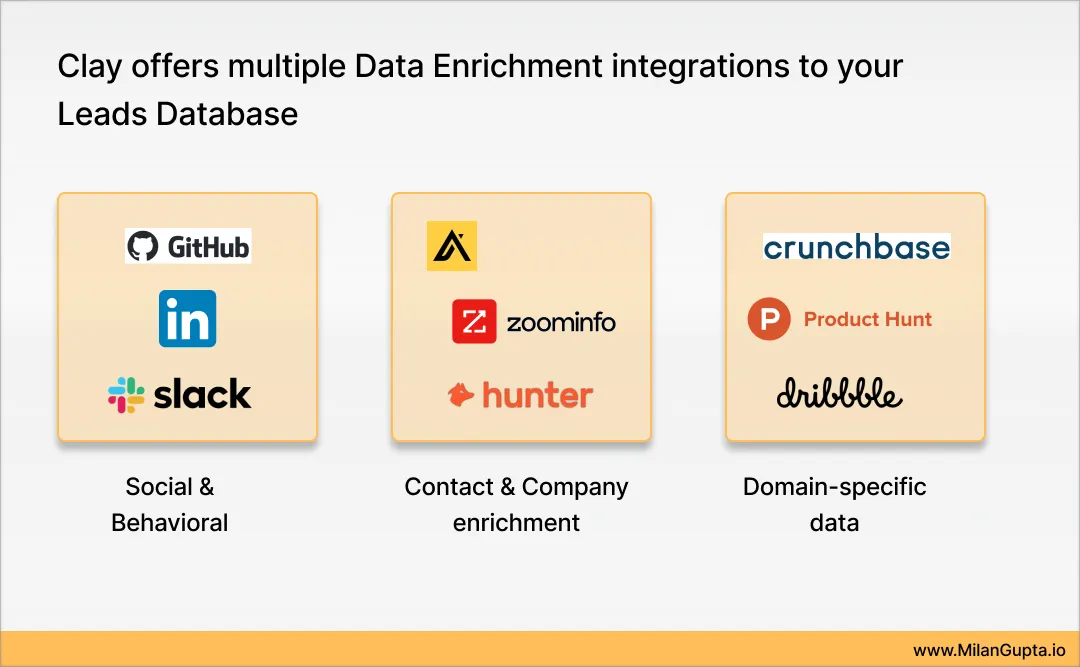 Clay offers multiple Data Enrichment integrations to your
Leads Database
GitHub
in
slack
Social &
Behavioral
zoominfo
hunter
Contact & Company
enrichment
crunchbase
P
Product Hunt
dribbble
Domain-specific
data
www.MilanGupta.io